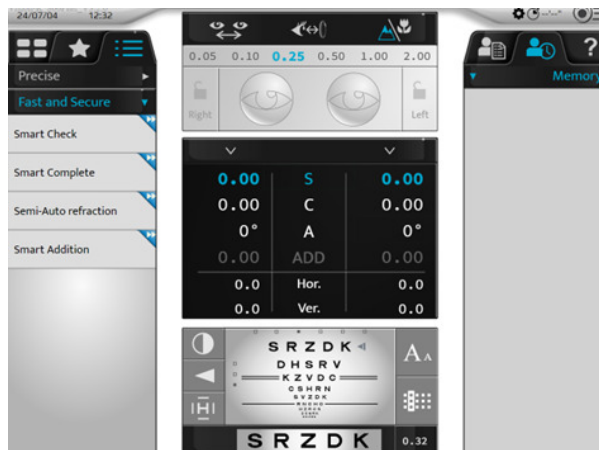 24/07/04 12:32
Precise
Fast and Secure
Smart Check
Smart Complete
Semi-Auto refraction
Smart Addition
0.05 0.10 0.25 0.50 1.00 2.00
Right Left
0.00 S 0.00
0.00 C 0.00
0° A 0°
0.00 ADD 0.00
0.0 Hor. 0.0
0.0 Ver. 0.0
S R Z D K
D H S R V
K Z V D C
C S H R N
S V Z D K
H
A A
S R Z D K 0.32
?
Memory